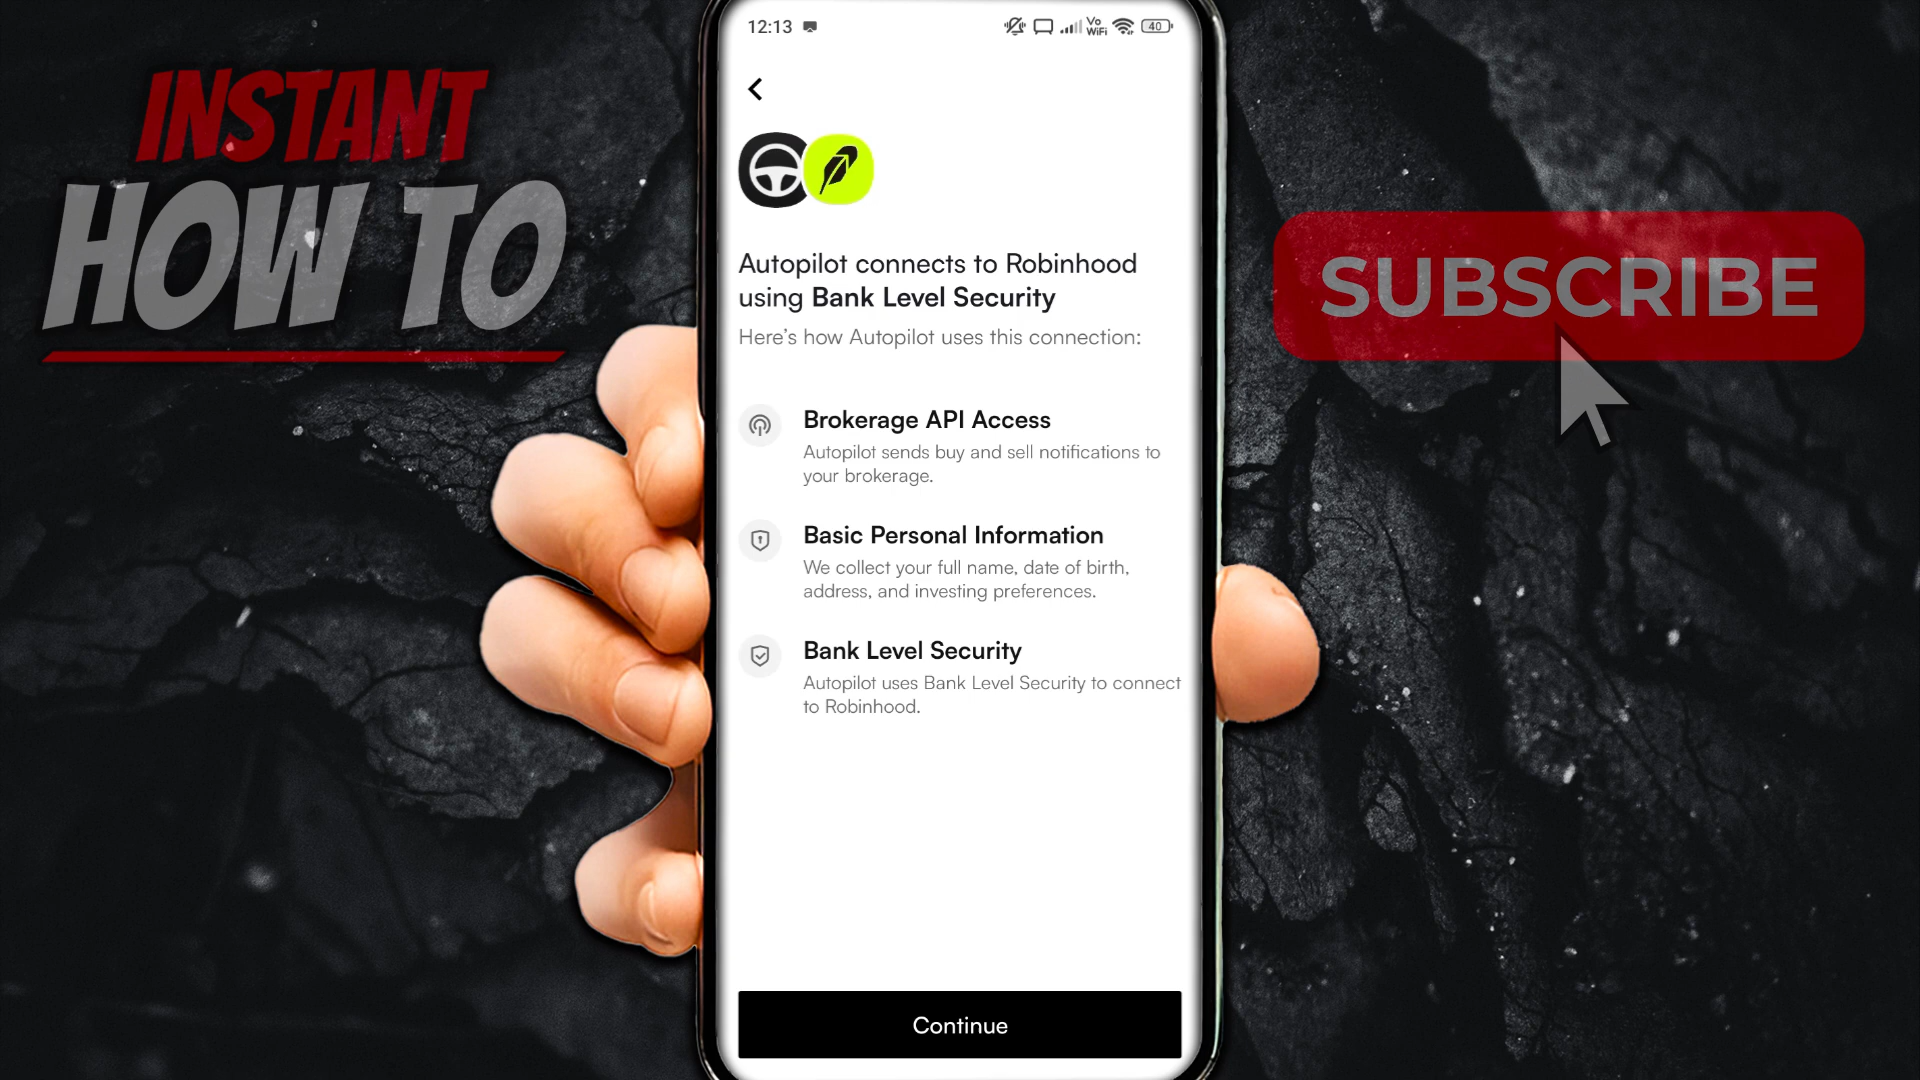 INSTANT
HOW TO
SUBSCRIBE
12:13
Vo
WiFi
40
Autopilot connects to Robinhood
using Bank Level Security
Here's how Autopilot uses this connection:
Brokerage API Access
Autopilot sends buy and sell notifications to
your brokerage.
Basic Personal Information
We collect your full name, date of birth,
address, and investing preferences.
Bank Level Security
Autopilot uses Bank Level Security to connect
to Robinhood.
Continue